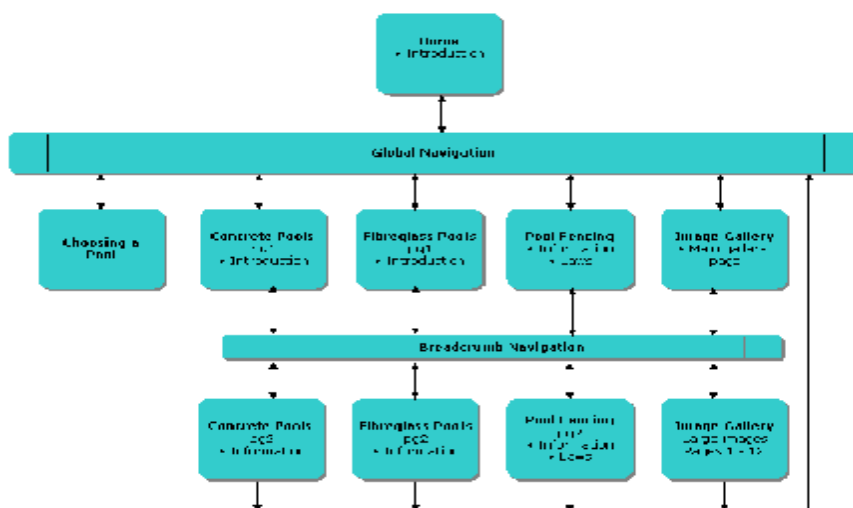 Home
• Introduction
Global Navigation
Choosing a
Pool
Concrete Pools
• Introduction
Fibreglass Pools
pg1
• Introduction
Pool Fencing
• Information
• Laws
Image Gallery
• Main gallery
page
Breadcrumb Navigation
Concrete Pools
• Information
Fibreglass Pools
pg2
• Information
Pool Fencing
pg2
• Information
• Laws
Image Gallery
Large images
Pages 1 - 12